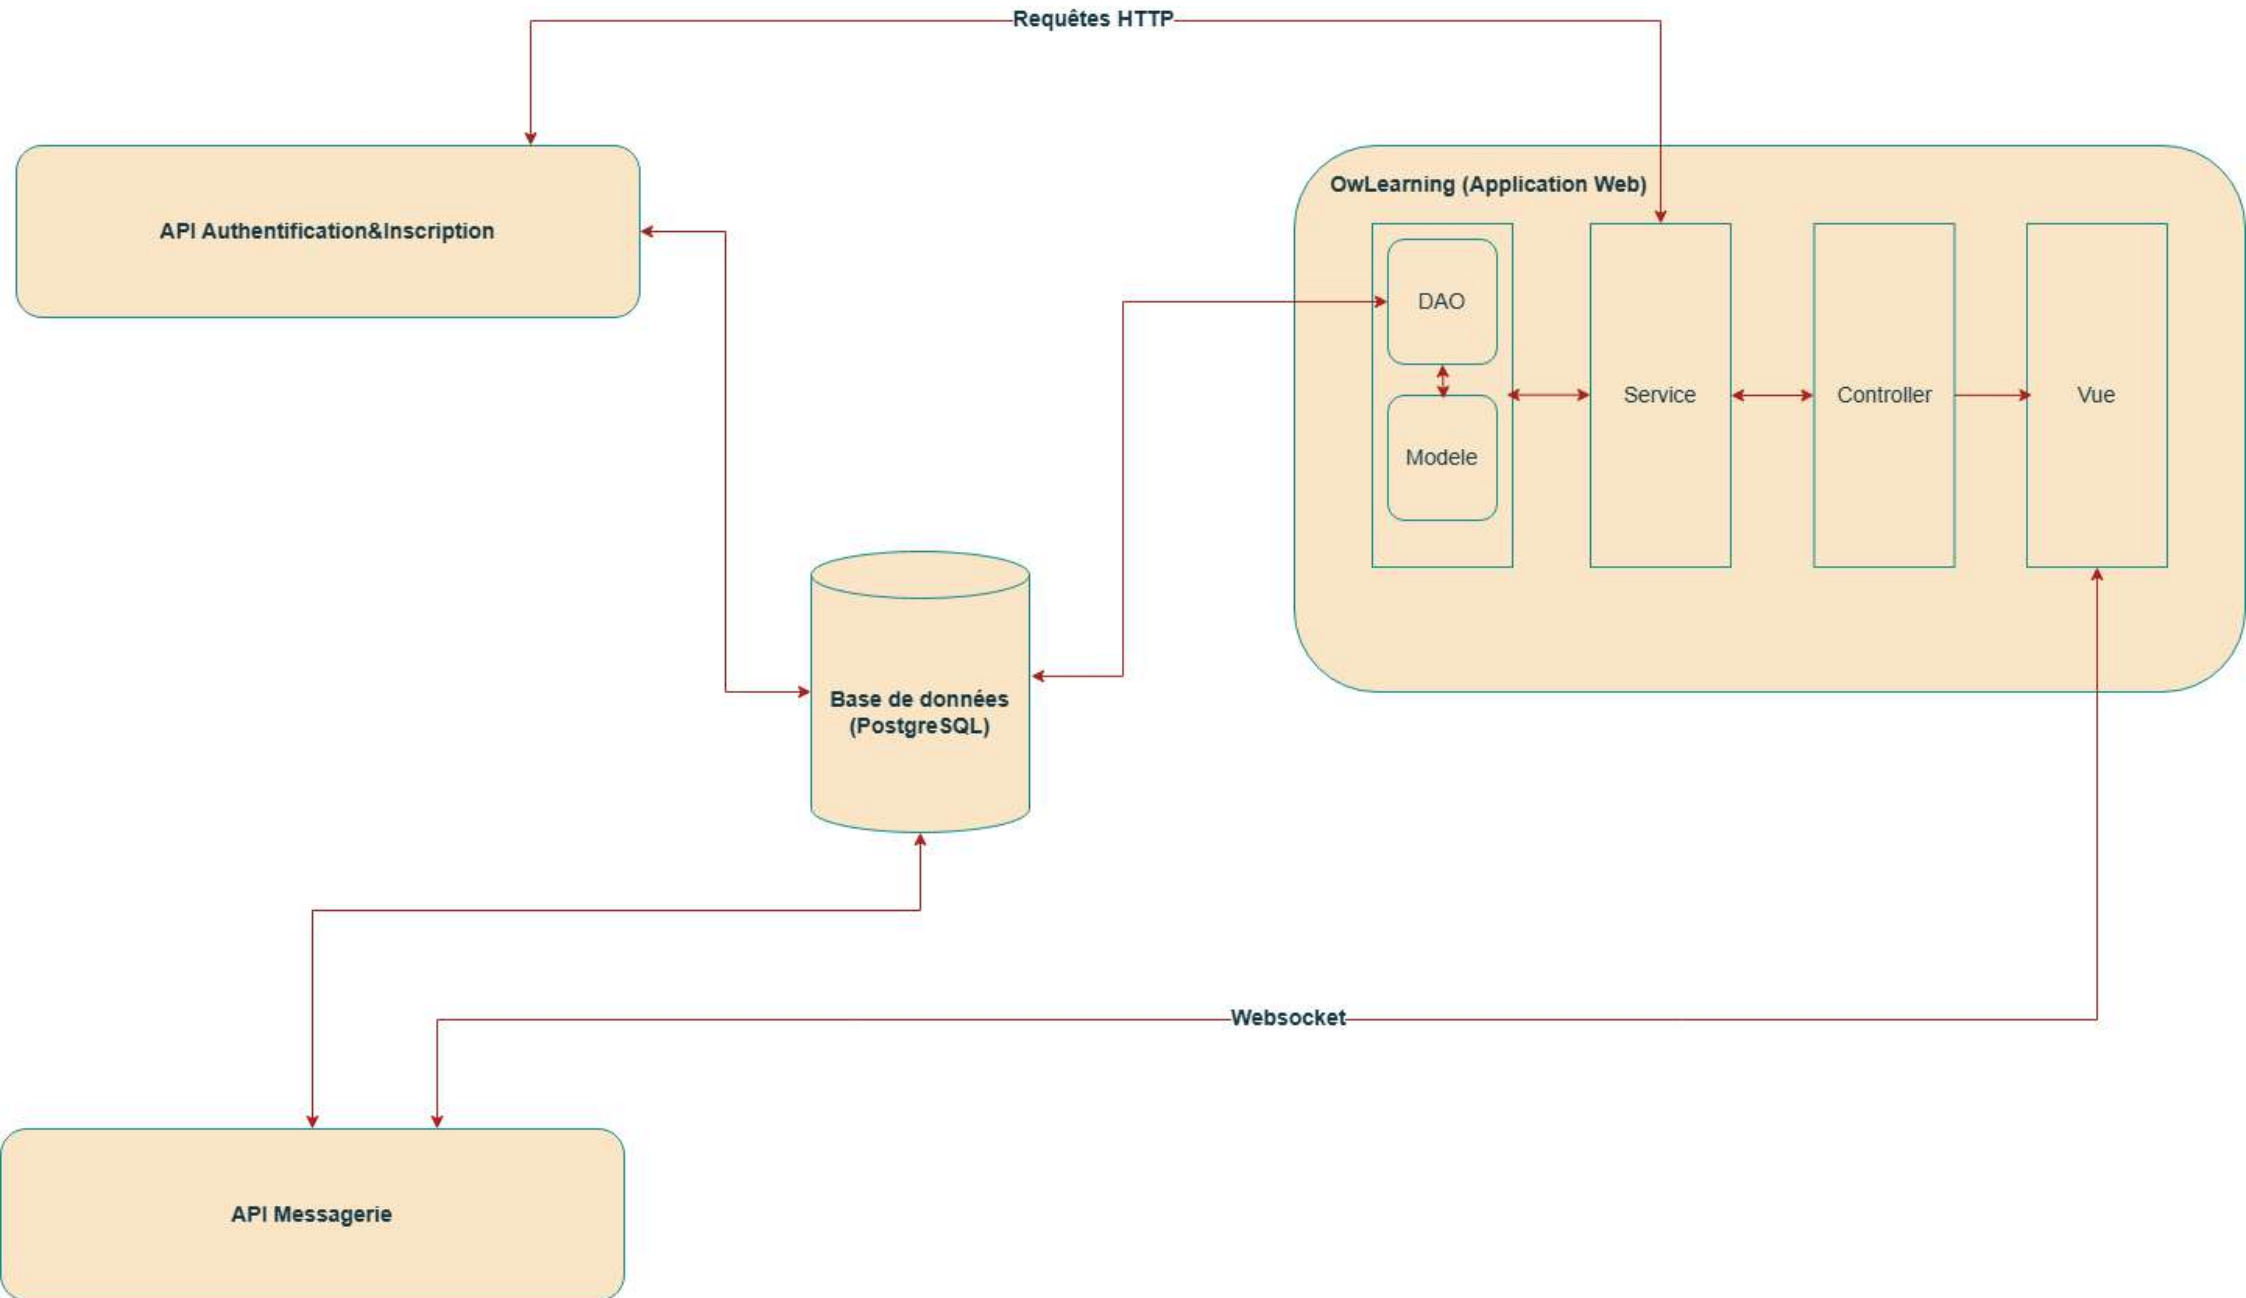 Requêtes HTTP
API Authentification&Inscription
OwLearning (Application Web)
DAO
Modele
Service
Controller
Vue
Base de données
(PostgreSQL)
Websocket
API Messagerie